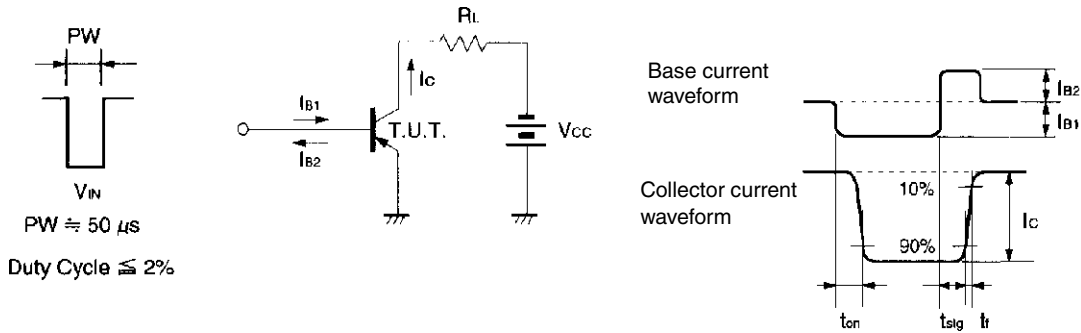 PW
VIN
PW ≒ 50 μs
Duty Cycle ≦ 2%
RL
IC
IB1
IB2
T.U.T.
VCC
Base current
waveform
IB2
IB1
Collector current
waveform
10%
90%
IC
ton
tstg
tf